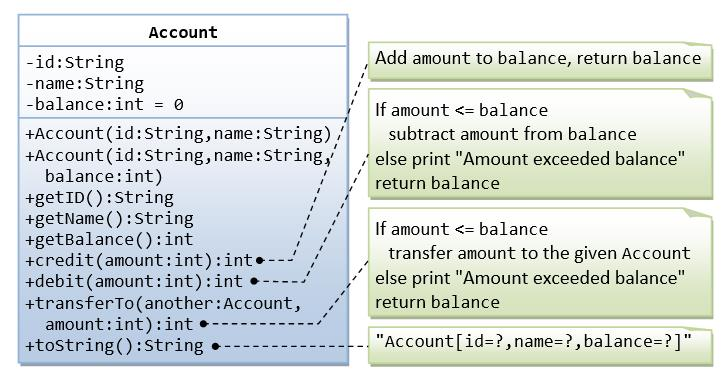 Account
-id:String
-name:String
-balance:int = 0
+Account(id:String,name:String)
+Account(id:String,name:String,
balance:int)
+getID():String
+getName():String
+getBalance():int
+credit(amount:int):int
+debit(amount:int):int
+transferTo(another:Account,
amount:int):int
+toString():String
Add amount to balance, return balance
If amount <= balance
subtract amount from balance
else print "Amount exceeded balance"
return balance
If amount <= balance
transfer amount to the given Account
else print "Amount exceeded balance"
return balance
"Account[id=?,name=?,balance=?]"